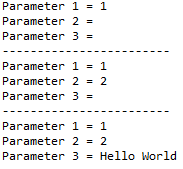 Parameter 1 = 1
Parameter 2 =
Parameter 3 =
------------------------
Parameter 1 = 1
Parameter 2 = 2
Parameter 3 =
------------------------
Parameter 1 = 1
Parameter 2 = 2
Parameter 3 = Hello World